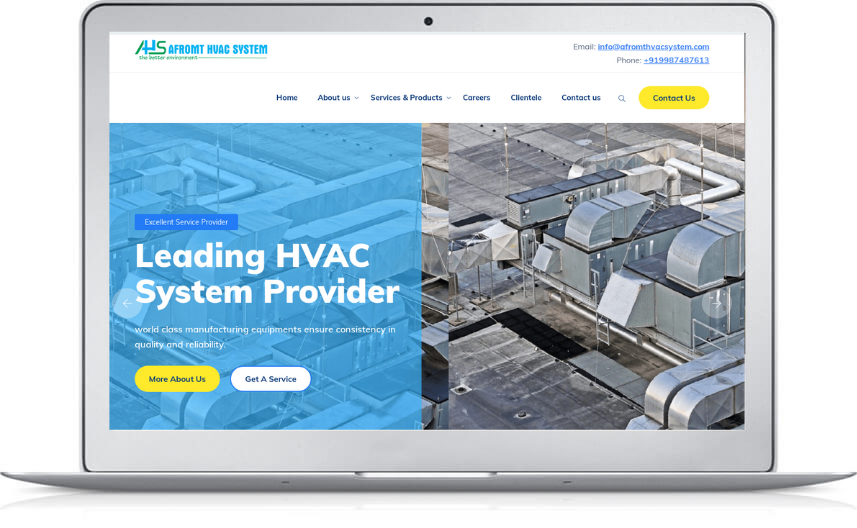 AHS AFROMT HVAC SYSTEM
the better environment
Email: info@afromthvacsystem.com
Phone: +919987487613
Home About us Services & Products Careers Clientele Contact us Contact Us
Excellent Service Provider
Leading HVAC
System Provider
world class manufacturing equipments ensure consistency in
quality and reliability.
More About Us Get A Service